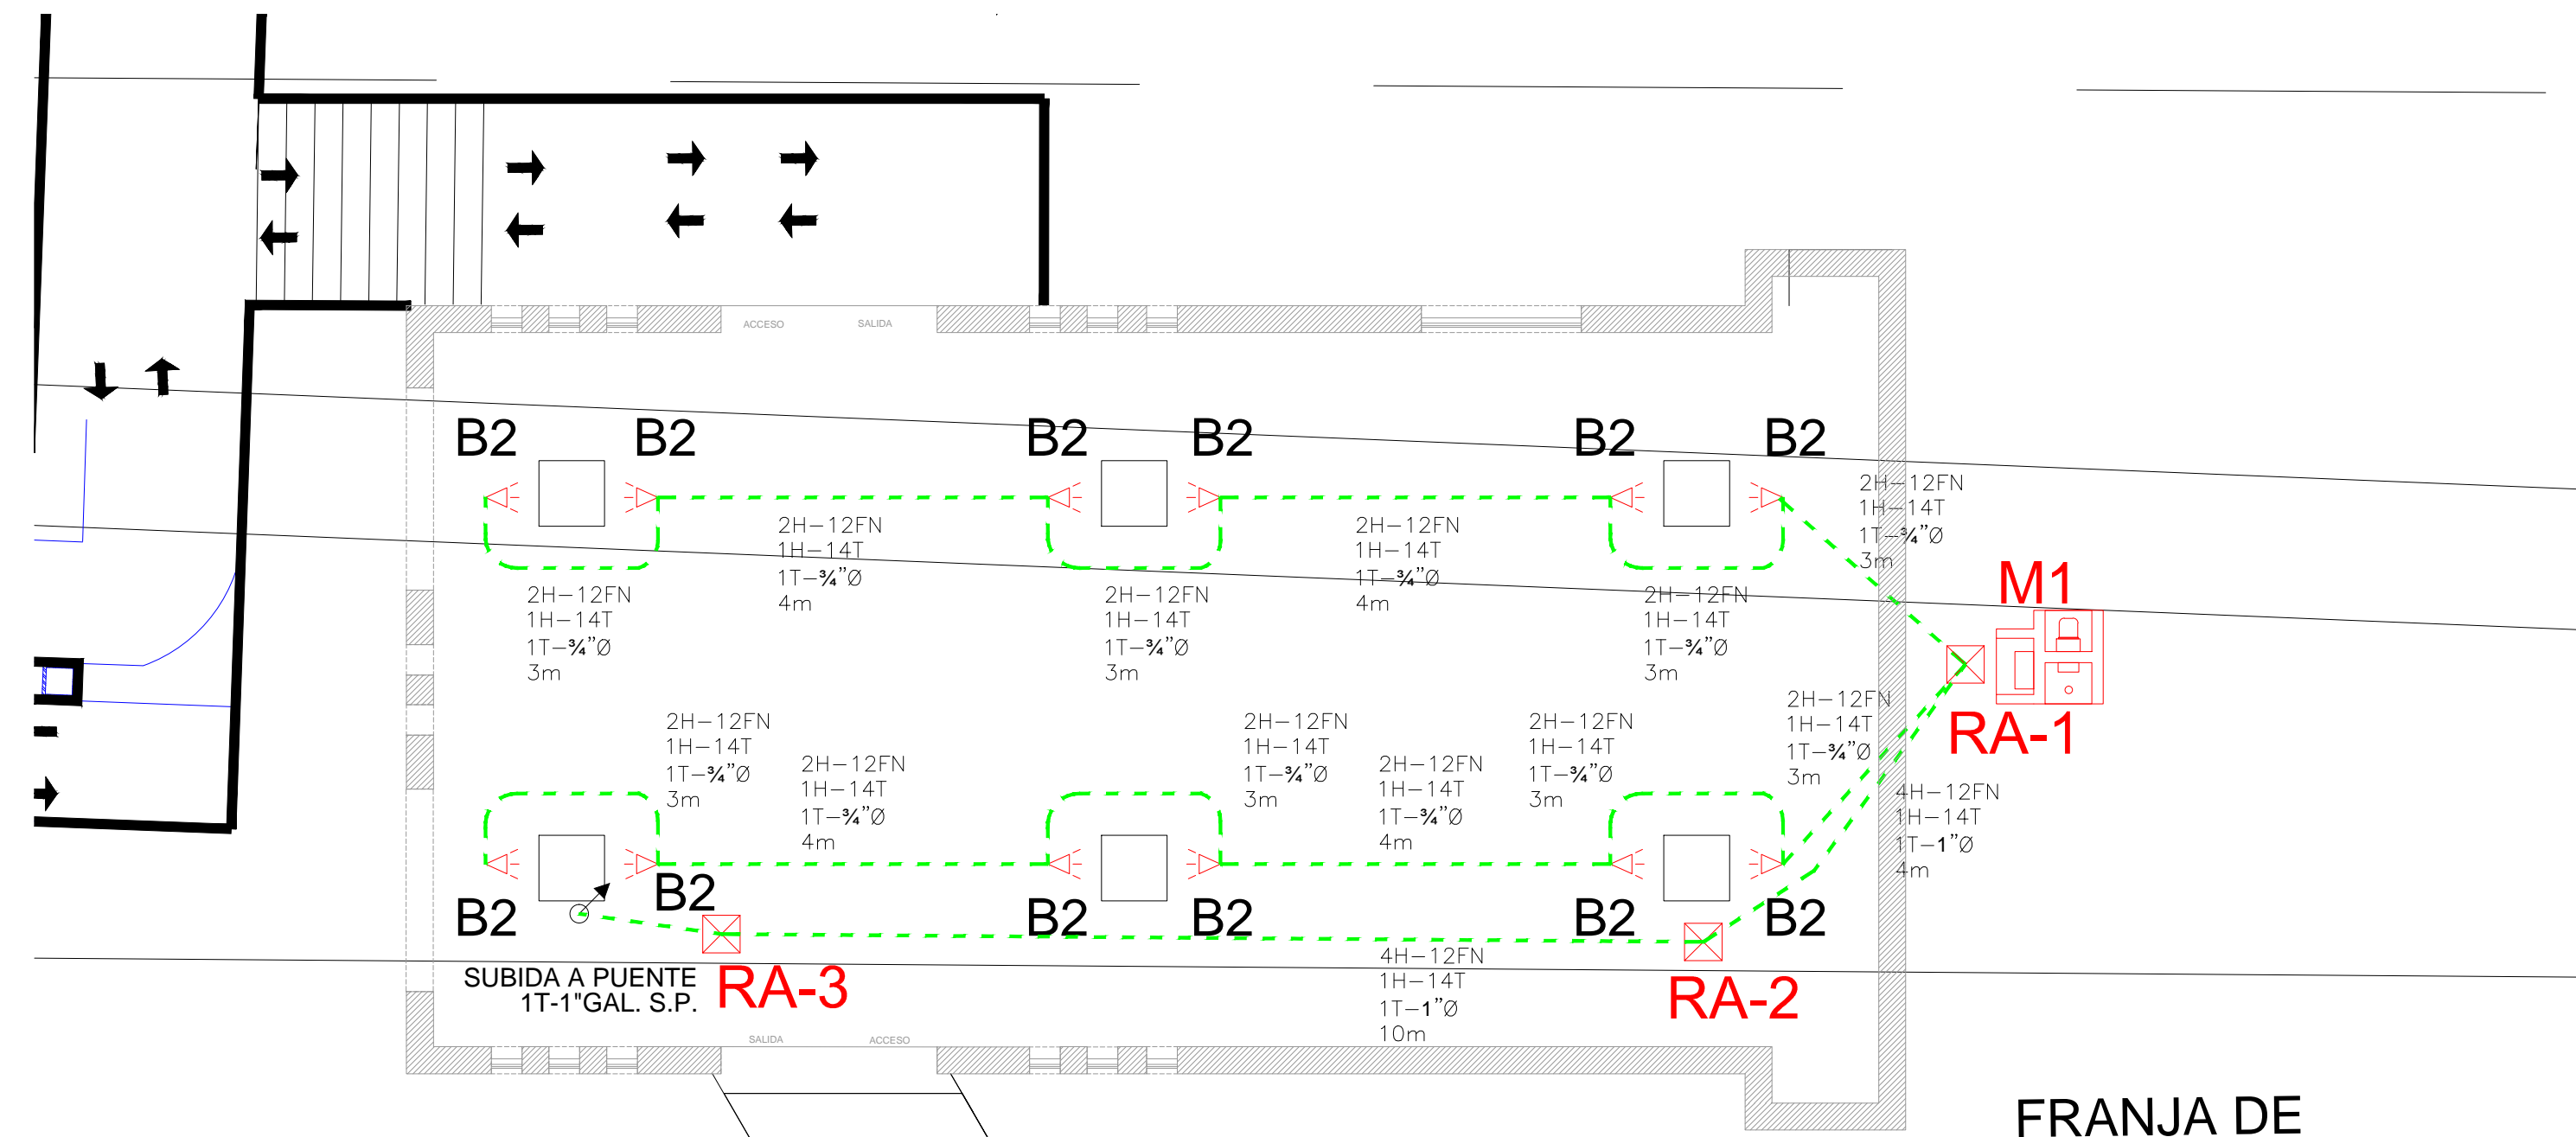 ACCESO
SALIDA
B2
B2
B2
B2
B2
B2
2H-12FN
1H-14T
1T-¾"Ø
3m
2H-12FN
1H-14T
1T-¾"Ø
4m
2H-12FN
1H-14T
1T-¾"Ø
4m
2H-12FN
1H-14T
1T-¾"Ø
3m
2H-12FN
1H-14T
1T-¾"Ø
3m
2H-12FN
1H-14T
1T-¾"Ø
3m
M1
RA-1
2H-12FN
1H-14T
1T-¾"Ø
3m
2H-12FN
1H-14T
1T-¾"Ø
3m
2H-12FN
1H-14T
1T-¾"Ø
4m
2H-12FN
1H-14T
1T-¾"Ø
3m
2H-12FN
1H-14T
1T-¾"Ø
4m
2H-12FN
1H-14T
1T-¾"Ø
3m
4H-12FN
1H-14T
1T-1"Ø
4m
B2
B2
B2
B2
B2
B2
SUBIDA A PUENTE
1T-1"GAL. S.P.
RA-3
4H-12FN
1H-14T
1T-1"Ø
10m
RA-2
SALIDA
ACCESO
FRANJA DE